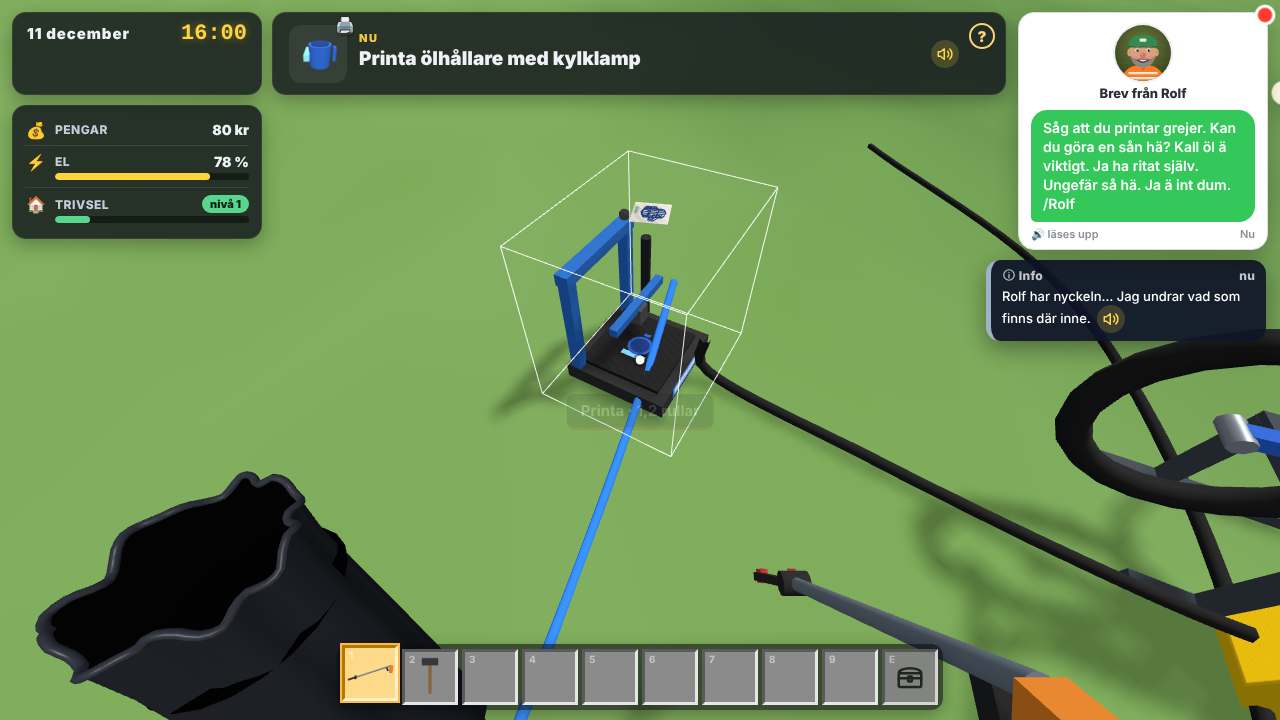 11 december
16:00
NU
Printa ölhållare med kylklamp
?
PENGAR
80 kr
EL
78 %
TRIVSEL
nivå 1
Brev från Rolf
Såg att du printar grejer. Kan
du göra en sån hä? Kall öl ä
viktigt. Ja ha ritat själv.
Ungefär så hä. Ja ä int dum.
/Rolf
läses upp
Nu
Info
nu
Rolf har nyckeln... Jag undrar vad som
finns där inne.
Printa
rullar
2
3
4
5
6
7
8
9
E